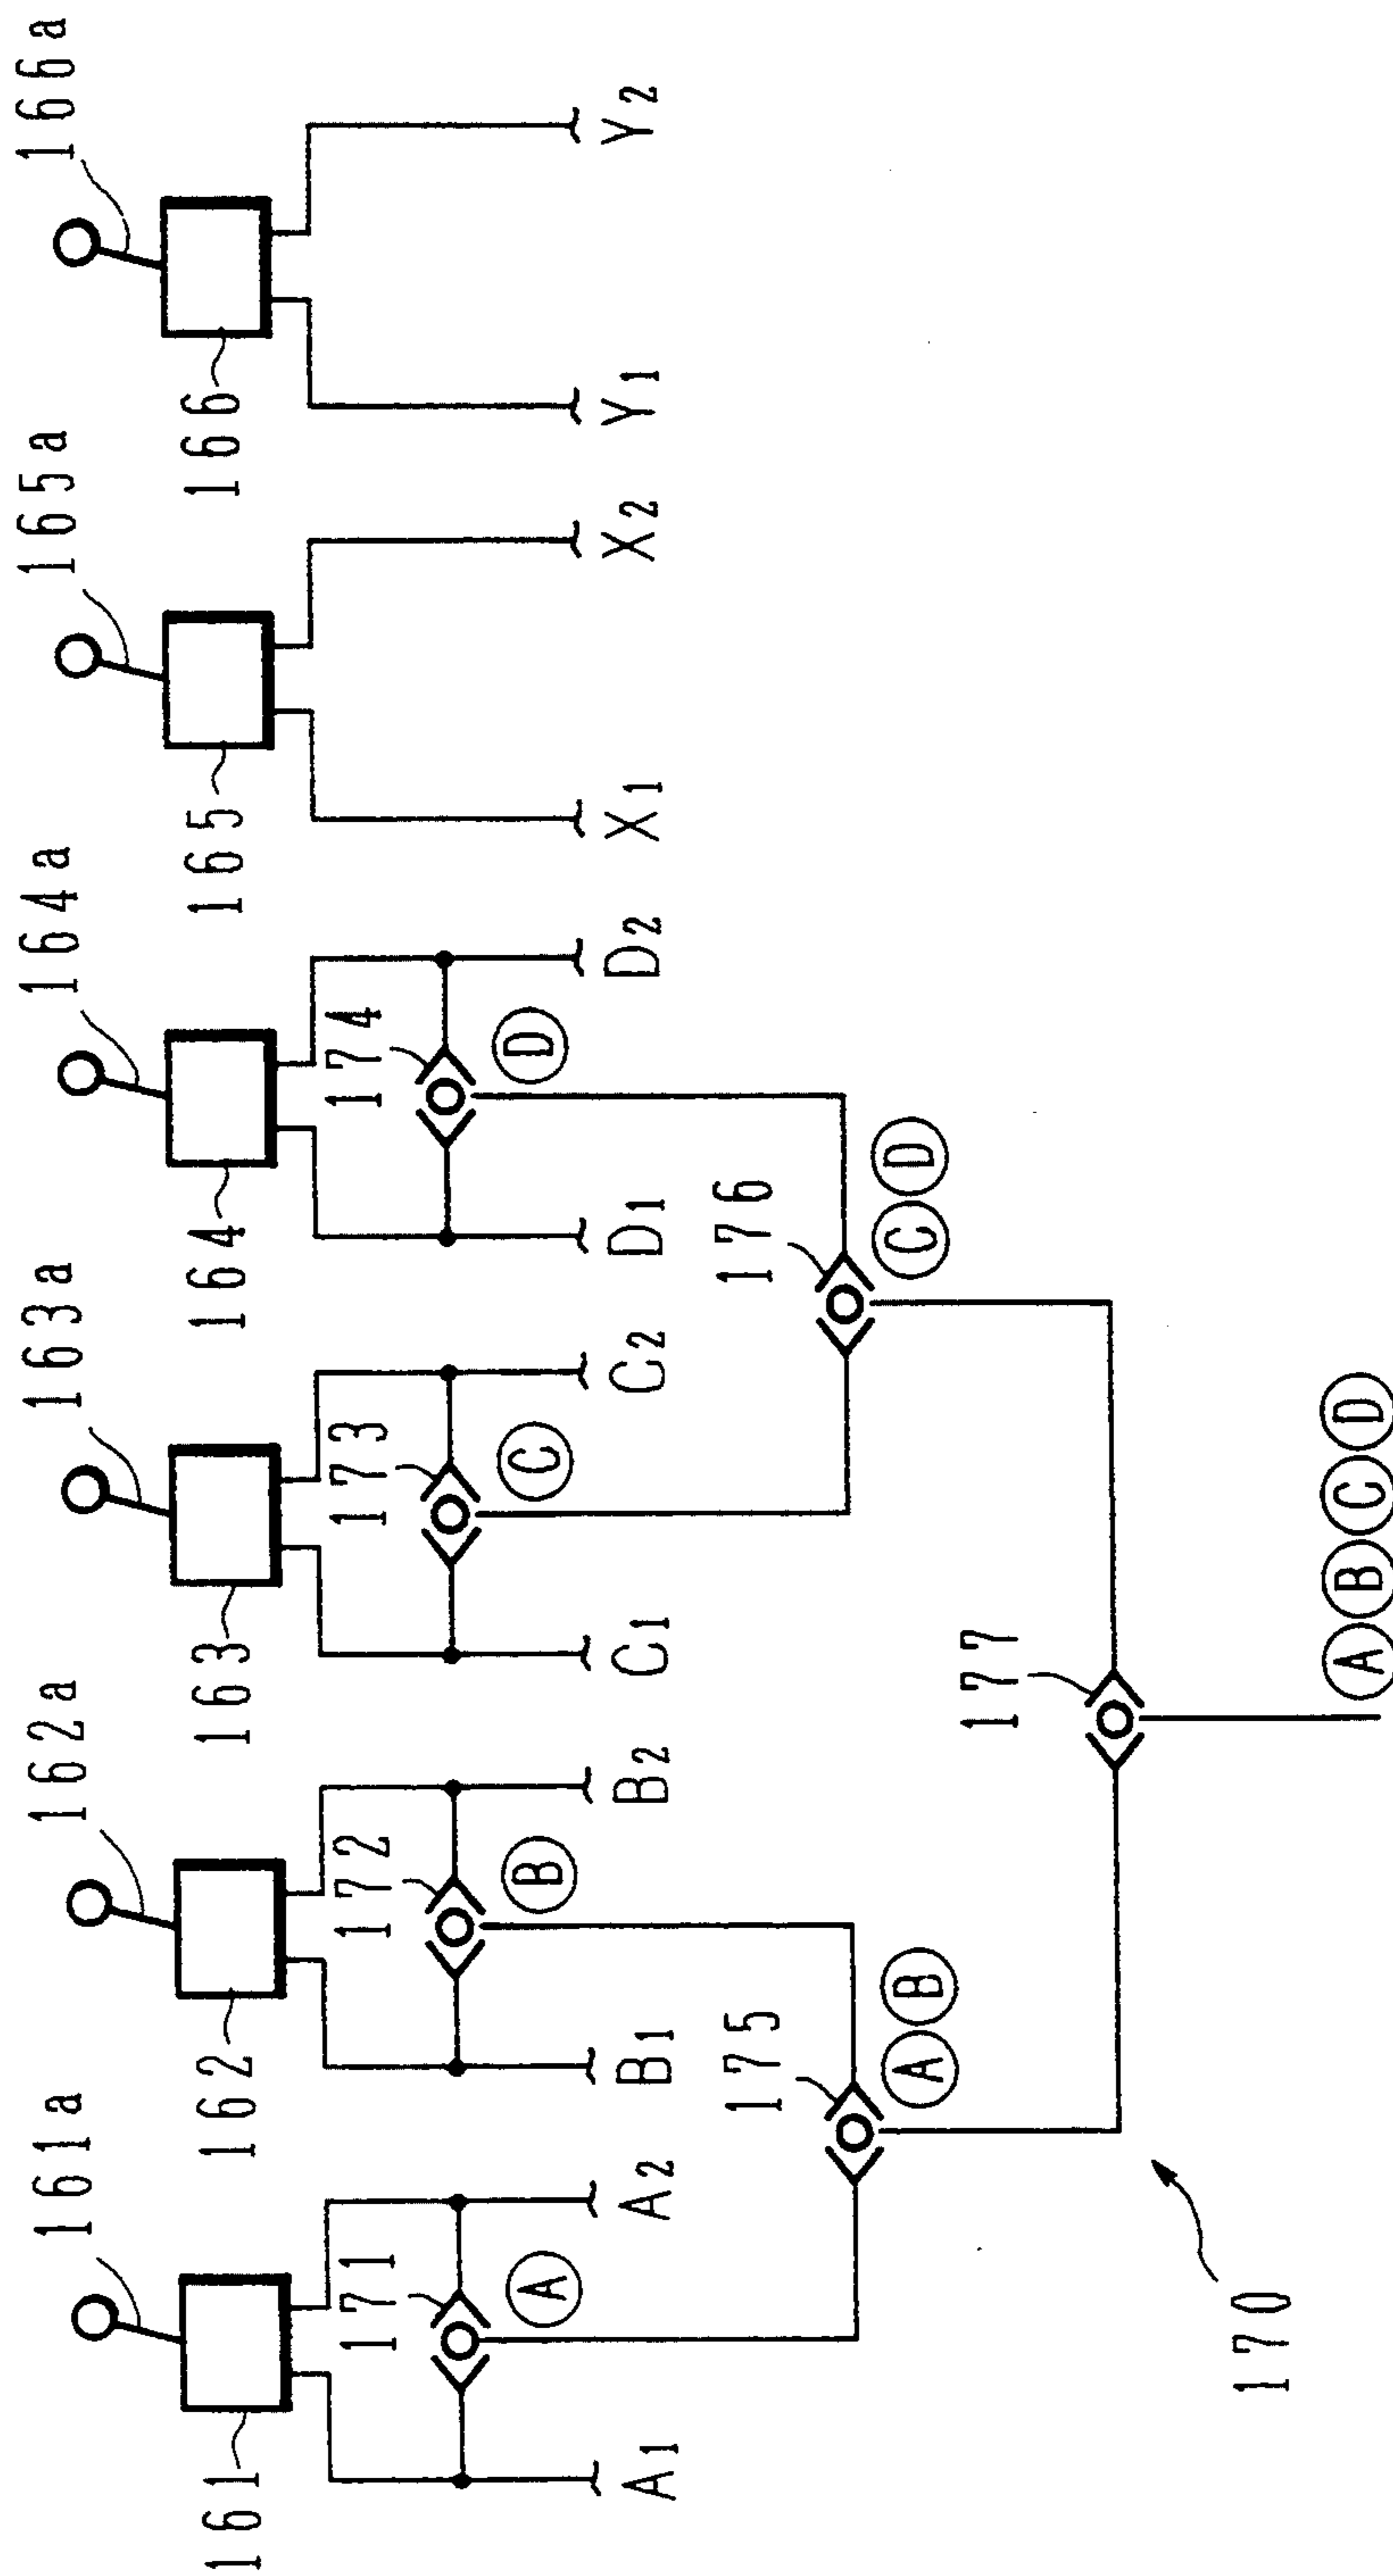 161a 162a 163a 164a 165a 166a
161 162 163 164 165 166
171 172 173 174
Ⓐ Ⓑ Ⓒ Ⓓ
A1 A2 B1 B2 C1 C2 D1 D2 X1 X2 Y1 Y2
175 176
Ⓐ Ⓑ Ⓒ Ⓓ
177
170
Ⓐ Ⓑ Ⓒ Ⓓ